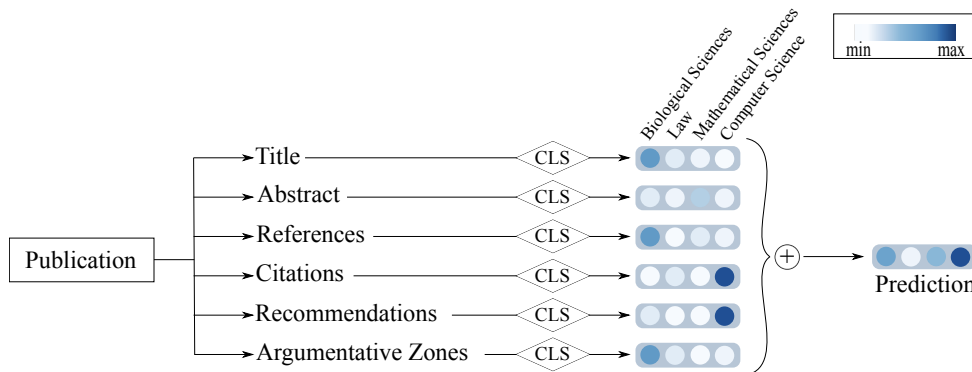 min max
Biological Sciences
Law
Mathematical Sciences
Computer Science
Title CLS
Abstract CLS
References CLS
Publication
Citations CLS
+
Prediction
Recommendations CLS
Argumentative Zones CLS